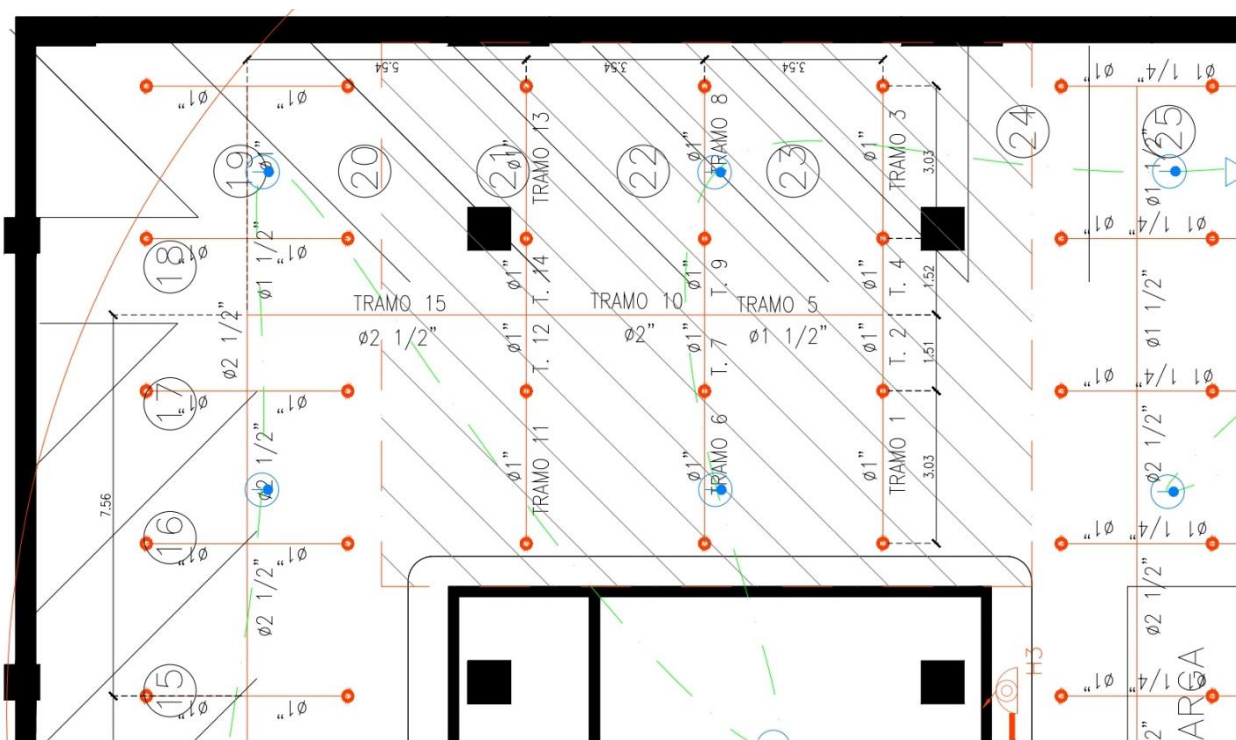 5.54
3.54
3.54
ø1"
ø1"
ø1"
ø1 1/4"
19
ø1"
20
21
ø1"
TRAMO 13
22
ø1"
TRAMO 8
23
ø1"
TRAMO 3
3.03
24
25
ø1 1/2"
ø1"
ø1"
18
ø1 1/2"
ø1"
T. 14
ø1"
T. 9
ø1"
T. 4
1.52
ø1"
ø1 1/4"
ø1 1/2"
TRAMO 15
TRAMO 10
TRAMO 5
ø2 1/2"
ø2 1/2"
ø2"
ø1 1/2"
ø1"
T. 12
ø1"
T. 7
ø1"
T. 2
1.51
17
ø1"
ø1"
ø1"
ø1 1/4"
7.56
ø2 1/2"
ø1"
TRAMO 11
ø1"
TRAMO 6
ø1"
TRAMO 1
3.03
ø2 1/2"
16
ø1"
ø1"
ø1"
ø1 1/4"
ø2 1/2"
ø2 1/2"
15
ø1"
ø1"
H3
ø1"
ø1 1/4"
ARGA